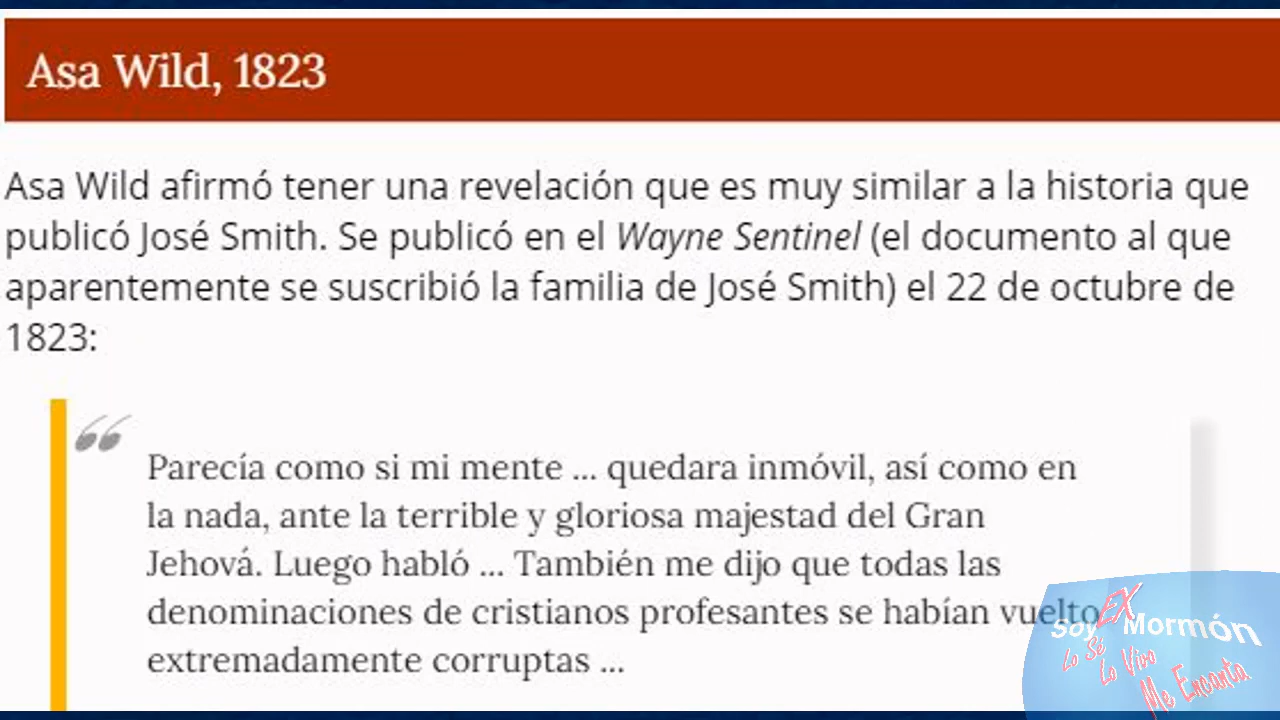 Asa Wild, 1823
Asa Wild afirmó tener una revelación que es muy similar a la historia que
publicó José Smith. Se publicó en el Wayne Sentinel (el documento al que
aparentemente se suscribió la familia de José Smith) el 22 de octubre de
1823:
“
Parecía como si mi mente ... quedara inmóvil, así como en
la nada, ante la terrible y gloriosa majestad del Gran
Jehová. Luego habló ... También me dijo que todas las
denominaciones de cristianos profesantes se habían vuelto
extremadamente corruptas ...
Soy EX Mormón
Lo Sé
Lo Vivo
Me Encanta